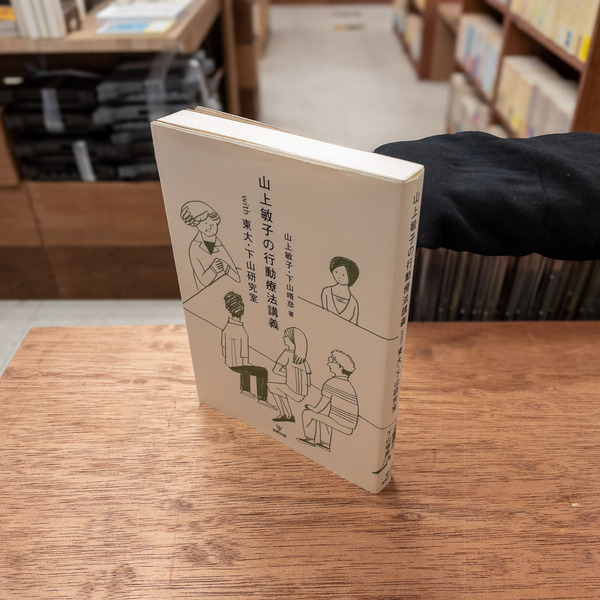 山上敏子の行動療法講義
with 東大・下山研究室
山上敏子・下山晴彦 著
山上敏子の行動療法講義 with 東大・下山研究室